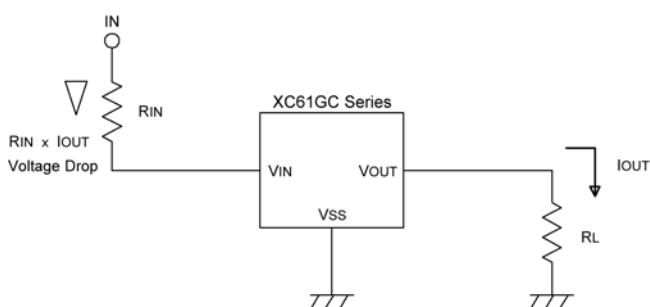 IN
XC61GC Series
RIN
RIN x IOUT
Voltage Drop
VIN
VOUT
IOUT
VSS
RL